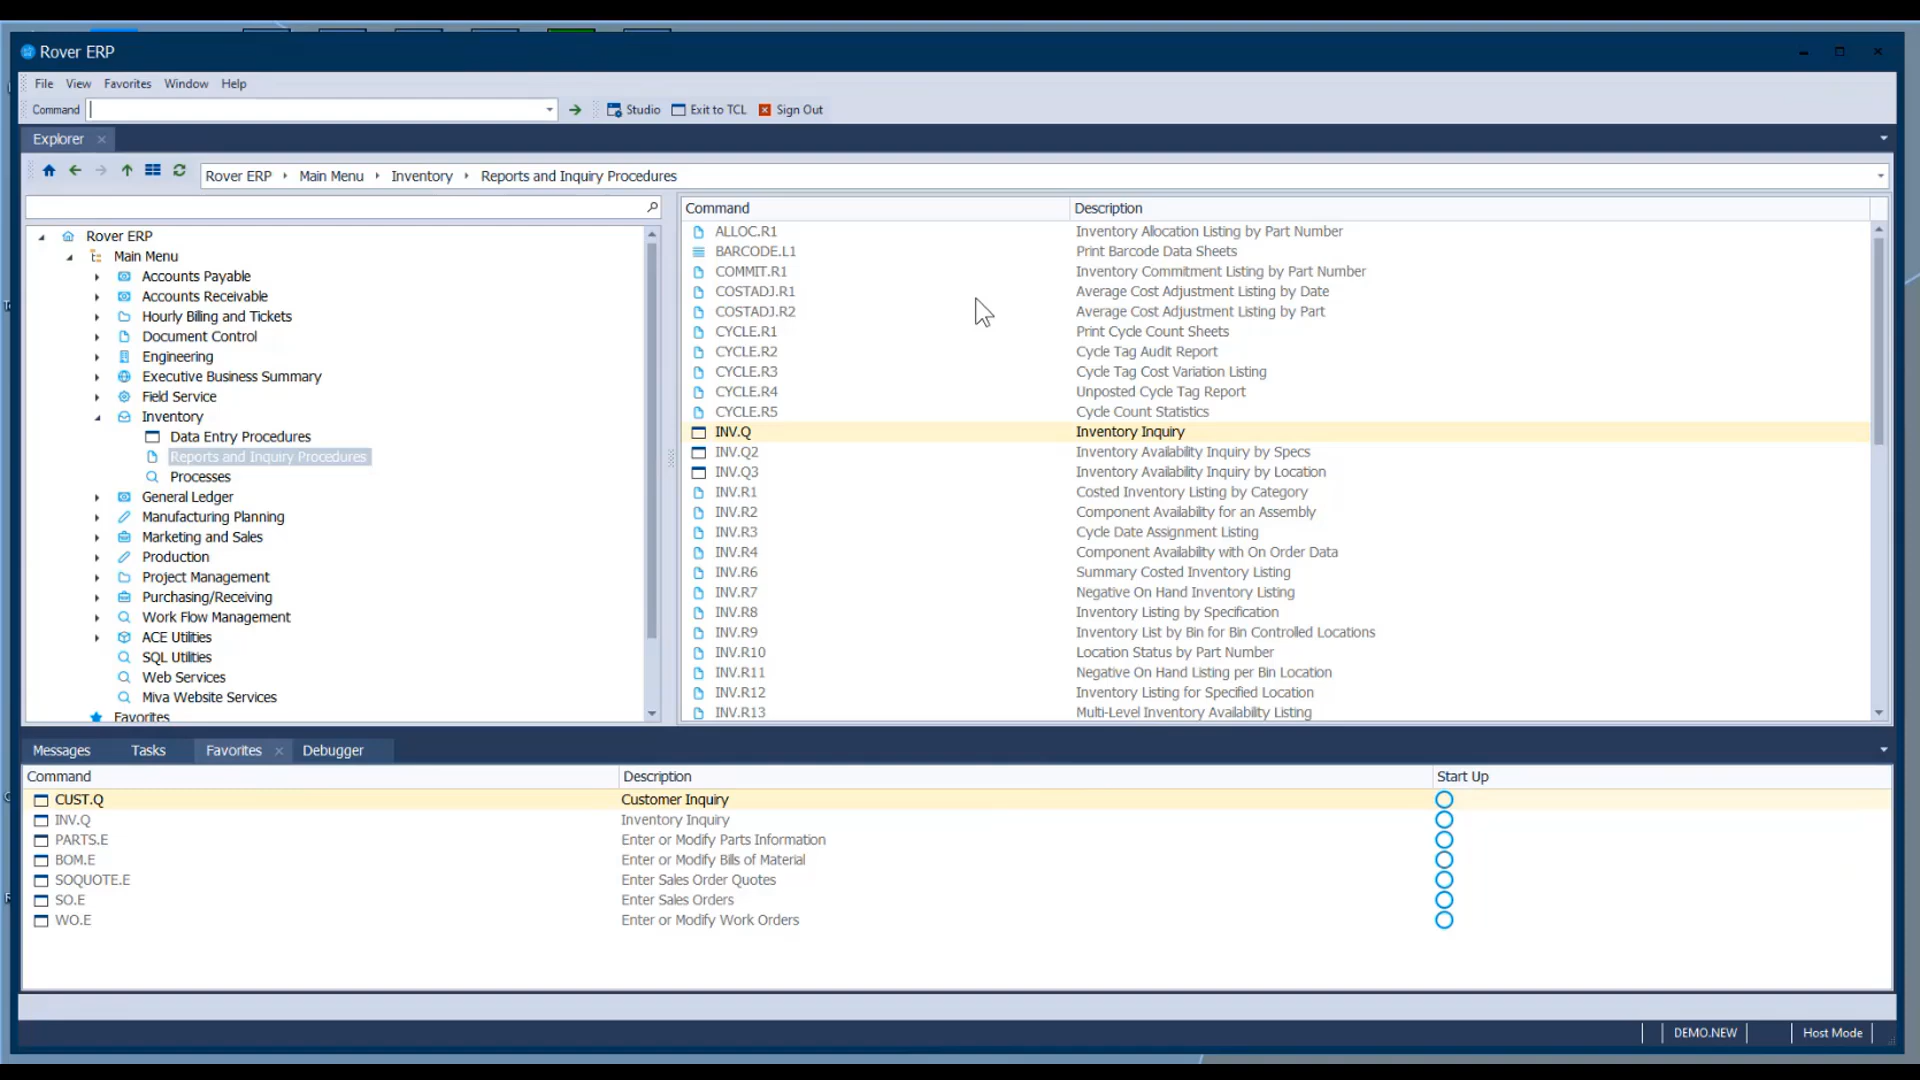 Rover ERP
File View Favorites Window Help
Command Studio Exit to TCL Sign Out
Explorer
Rover ERP Main Menu Inventory Reports and Inquiry Procedures
Rover ERP
Main Menu
Accounts Payable
Accounts Receivable
Hourly Billing and Tickets
Document Control
Engineering
Executive Business Summary
Field Service
Inventory
Data Entry Procedures
Reports and Inquiry Procedures
Processes
General Ledger
Manufacturing Planning
Marketing and Sales
Production
Project Management
Purchasing/Receiving
Work Flow Management
ACE Utilities
SQL Utilities
Web Services
Miva Website Services
Favorites
Command Description
ALLOC.R1 Inventory Allocation Listing by Part Number
BARCODE.L1 Print Barcode Data Sheets
COMMIT.R1 Inventory Commitment Listing by Part Number
COSTADJ.R1 Average Cost Adjustment Listing by Date
COSTADJ.R2 Average Cost Adjustment Listing by Part
CYCLE.R1 Print Cycle Count Sheets
CYCLE.R2 Cycle Tag Audit Report
CYCLE.R3 Cycle Tag Cost Variation Listing
CYCLE.R4 Unposted Cycle Tag Report
CYCLE.R5 Cycle Count Statistics
INV.Q Inventory Inquiry
INV.Q2 Inventory Availability Inquiry by Specs
INV.Q3 Inventory Availability Inquiry by Location
INV.R1 Costed Inventory Listing by Category
INV.R2 Component Availability for an Assembly
INV.R3 Cycle Date Assignment Listing
INV.R4 Component Availability with On Order Data
INV.R6 Summary Costed Inventory Listing
INV.R7 Negative On Hand Inventory Listing
INV.R8 Inventory Listing by Specification
INV.R9 Inventory List by Bin for Bin Controlled Locations
INV.R10 Location Status by Part Number
INV.R11 Negative On Hand Listing per Bin Location
INV.R12 Inventory Listing for Specified Location
INV.R13 Multi-Level Inventory Availability Listing
Messages Tasks Favorites Debugger
Command Description Start Up
CUST.Q Customer Inquiry
INV.Q Inventory Inquiry
PARTS.E Enter or Modify Parts Information
BOM.E Enter or Modify Bills of Material
SOQUOTE.E Enter Sales Order Quotes
SO.E Enter Sales Orders
WO.E Enter or Modify Work Orders
DEMO.NEW Host Mode